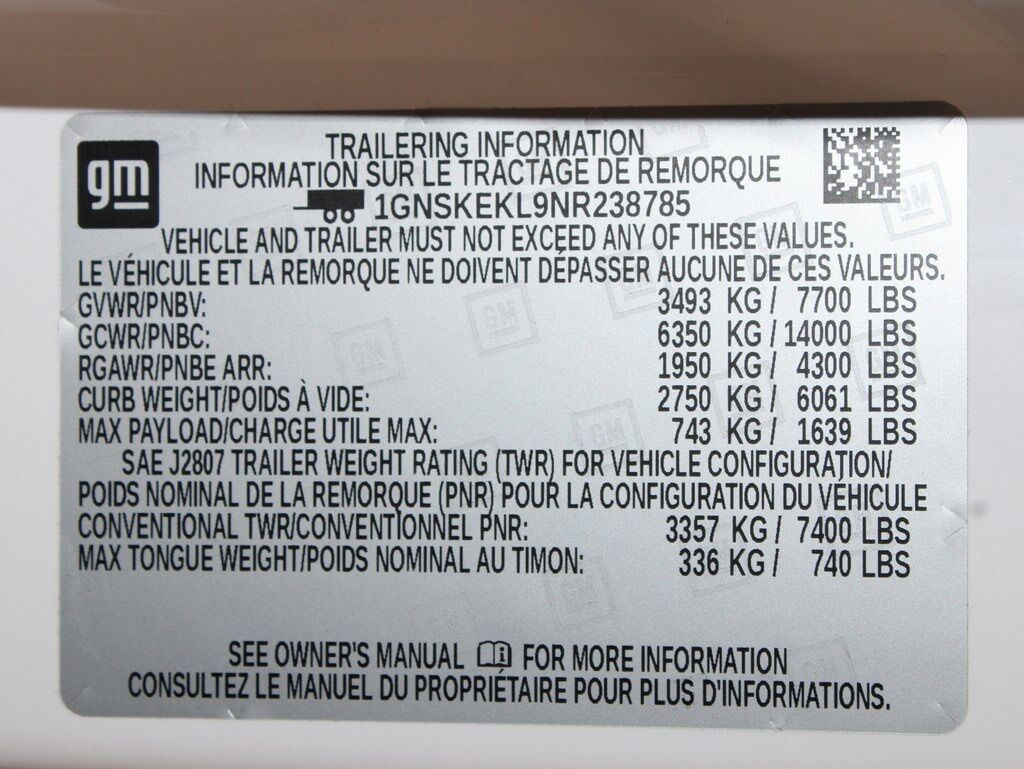 gm
TRAILERING INFORMATION
INFORMATION SUR LE TRACTAGE DE REMORQUE
1GNSKEKL9NR238785
VEHICLE AND TRAILER MUST NOT EXCEED ANY OF THESE VALUES.
LE VÉHICULE ET LA REMORQUE NE DOIVENT DÉPASSER AUCUNE DE CES VALEURS.
GVWR/PNBV: 3493 KG / 7700 LBS
GCWR/PNBC: 6350 KG / 14000 LBS
RGAWR/PNBE ARR: 1950 KG / 4300 LBS
CURB WEIGHT/POIDS À VIDE: 2750 KG / 6061 LBS
MAX PAYLOAD/CHARGE UTILE MAX: 743 KG / 1639 LBS
SAE J2807 TRAILER WEIGHT RATING (TWR) FOR VEHICLE CONFIGURATION/
POIDS NOMINAL DE LA REMORQUE (PNR) POUR LA CONFIGURATION DU VÉHICULE
CONVENTIONAL TWR/CONVENTIONNEL PNR: 3357 KG / 7400 LBS
MAX TONGUE WEIGHT/POIDS NOMINAL AU TIMON: 336 KG / 740 LBS
SEE OWNER'S MANUAL FOR MORE INFORMATION
CONSULTEZ LE MANUEL DU PROPRIÉTAIRE POUR PLUS D'INFORMATIONS.